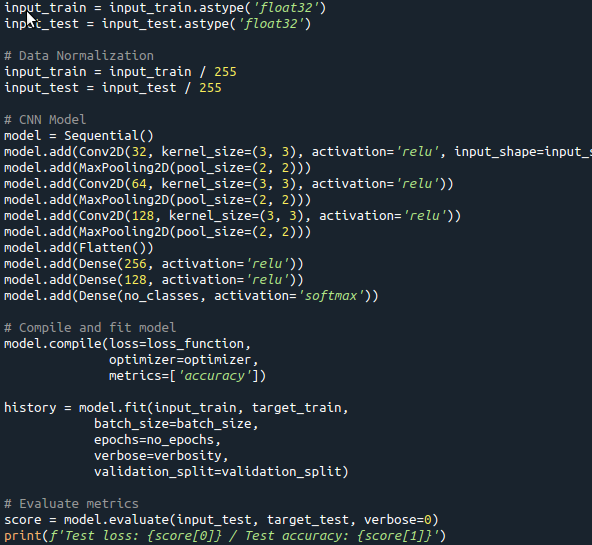 input_train = input_train.astype('float32')
input_test = input_test.astype('float32')

# Data Normalization
input_train = input_train / 255
input_test = input_test / 255

# CNN Model
model = Sequential()
model.add(Conv2D(32, kernel_size=(3, 3), activation='relu', input_shape=input_s
model.add(MaxPooling2D(pool_size=(2, 2)))
model.add(Conv2D(64, kernel_size=(3, 3), activation='relu'))
model.add(MaxPooling2D(pool_size=(2, 2)))
model.add(Conv2D(128, kernel_size=(3, 3), activation='relu'))
model.add(MaxPooling2D(pool_size=(2, 2)))
model.add(Flatten())
model.add(Dense(256, activation='relu'))
model.add(Dense(128, activation='relu'))
model.add(Dense(no_classes, activation='softmax'))

# Compile and fit model
model.compile(loss=loss_function,
              optimizer=optimizer,
              metrics=['accuracy'])

history = model.fit(input_train, target_train,
            batch_size=batch_size,
            epochs=no_epochs,
            verbose=verbosity,
            validation_split=validation_split)

# Evaluate metrics
score = model.evaluate(input_test, target_test, verbose=0)
print(f'Test loss: {score[0]} / Test accuracy: {score[1]}')